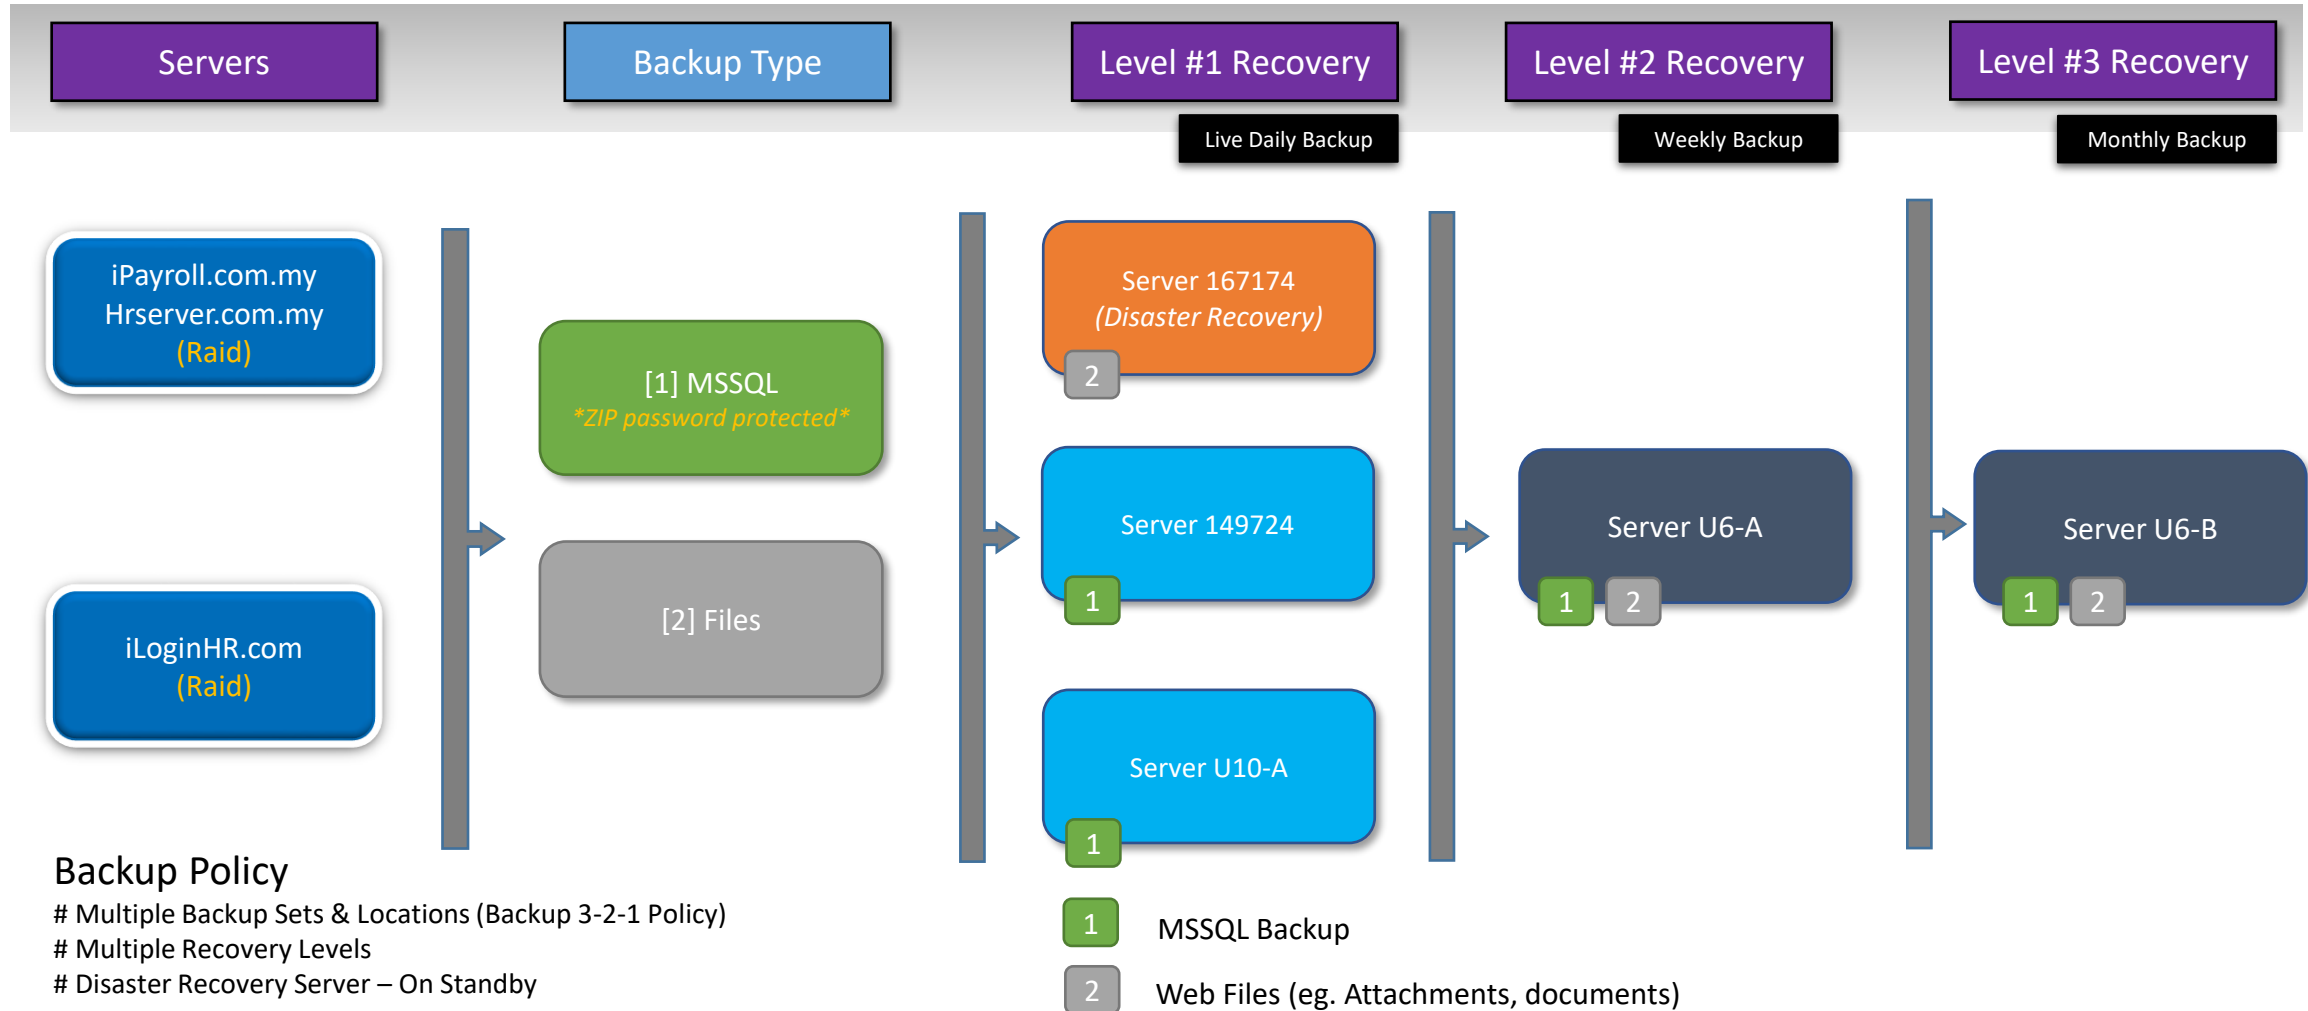 Servers
Backup Type
Level #1 Recovery
Level #2 Recovery
Level #3 Recovery
Live Daily Backup
Weekly Backup
Monthly Backup
iPayroll.com.my
Hrserver.com.my
(Raid)
iLoginHR.com
(Raid)
[1] MSSQL
*ZIP password protected*
[2] Files
Server 167174
(Disaster Recovery)
2
Server 149724
1
Server U10-A
1
Server U6-A
1 2
Server U6-B
1 2
Backup Policy
# Multiple Backup Sets & Locations (Backup 3-2-1 Policy)
# Multiple Recovery Levels
# Disaster Recovery Server – On Standby
1 MSSQL Backup
2 Web Files (eg. Attachments, documents)